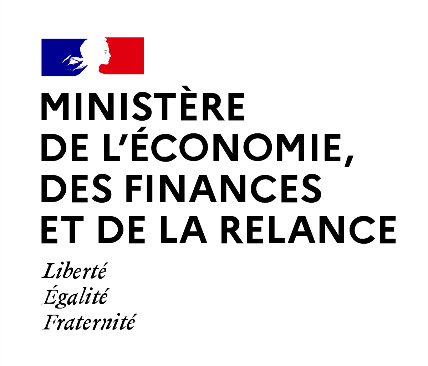 MINISTÈRE
DE L'ÉCONOMIE,
DES FINANCES
ET DE LA RELANCE
Liberté
Égalité
Fraternité